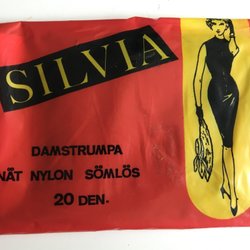 SILVIA
DAMSTRUMPA
NÄT NYLON SÖMLÖS
20 DEN.